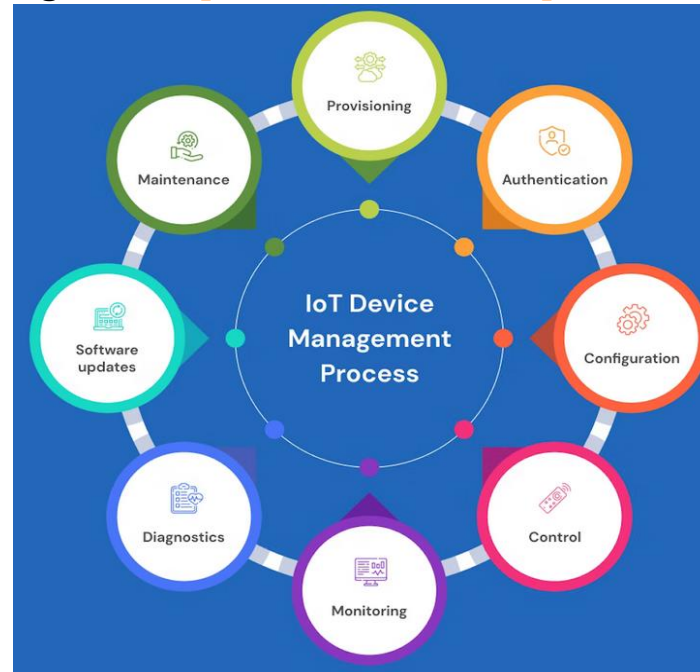 Provisioning
Authentication
Configuration
Control
Monitoring
Diagnostics
Software
updates
Maintenance
IoT Device
Management
Process